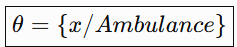 θ = {x/Ambulance}